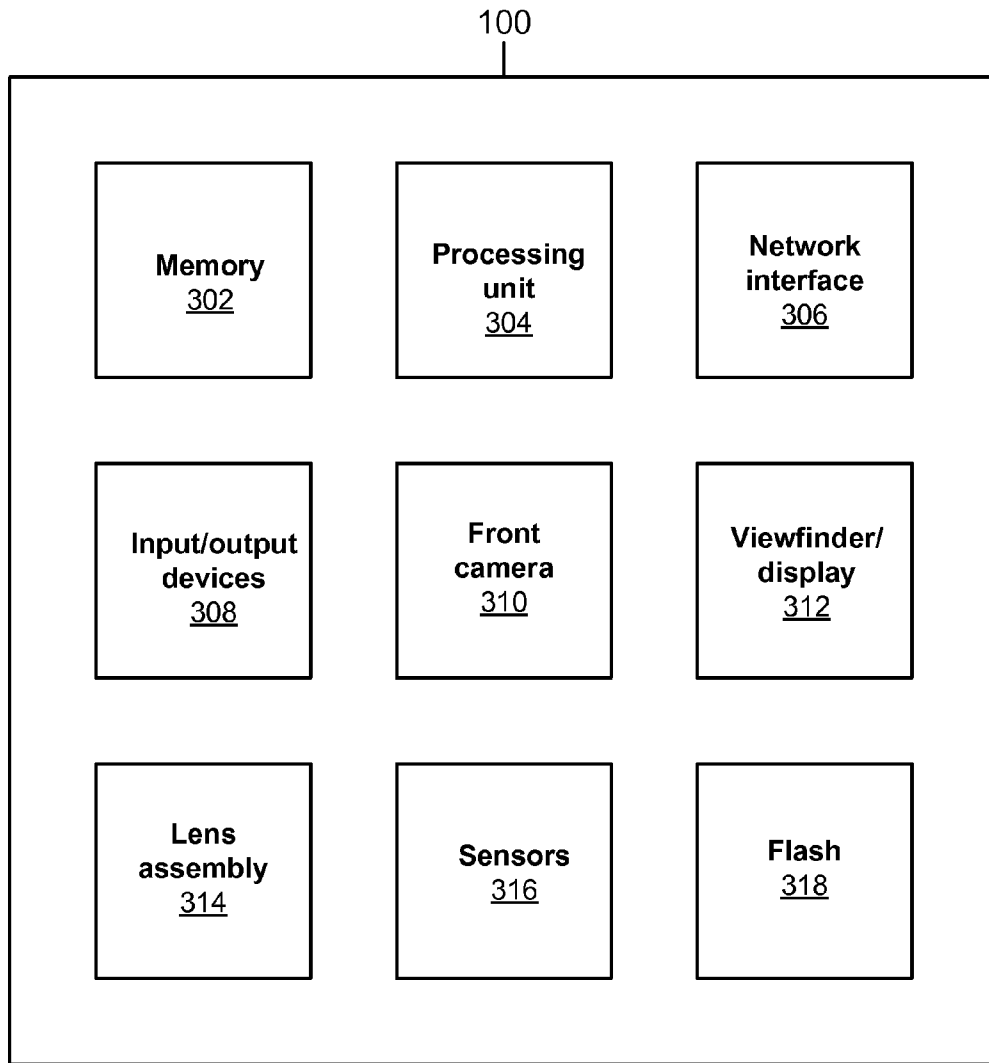 100
Memory
302
Processing
unit
304
Network
interface
306
Input/output
devices
308
Front
camera
310
Viewfinder/
display
312
Lens
assembly
314
Sensors
316
Flash
318